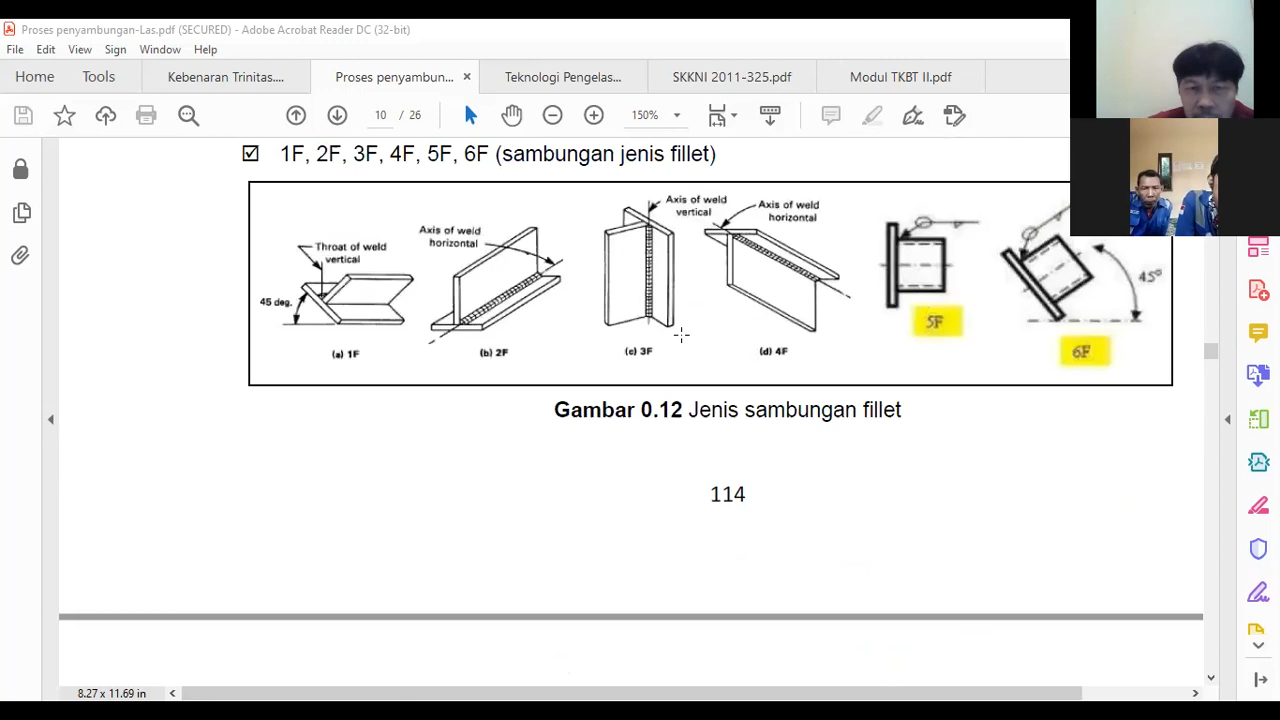 Proses penyambungan-Las.pdf (SECURED) - Adobe Acrobat Reader DC (32-bit)
File Edit View Sign Window Help
Home Tools Kebenaran Trinitas.... Proses penyambun... × Teknologi Pengelas... SKKNI 2011-325.pdf Modul TKBT II.pdf
10 / 26 150%
☑ 1F, 2F, 3F, 4F, 5F, 6F (sambungan jenis fillet)
Throat of weld
vertical
45 deg.
(a) 1F
Axis of weld
horizontal
(b) 2F
Axis of weld
vertical
(c) 3F
Axis of weld
horizontal
(d) 4F
5F
45°
6F
Gambar 0.12 Jenis sambungan fillet
114
8.27 x 11.69 in